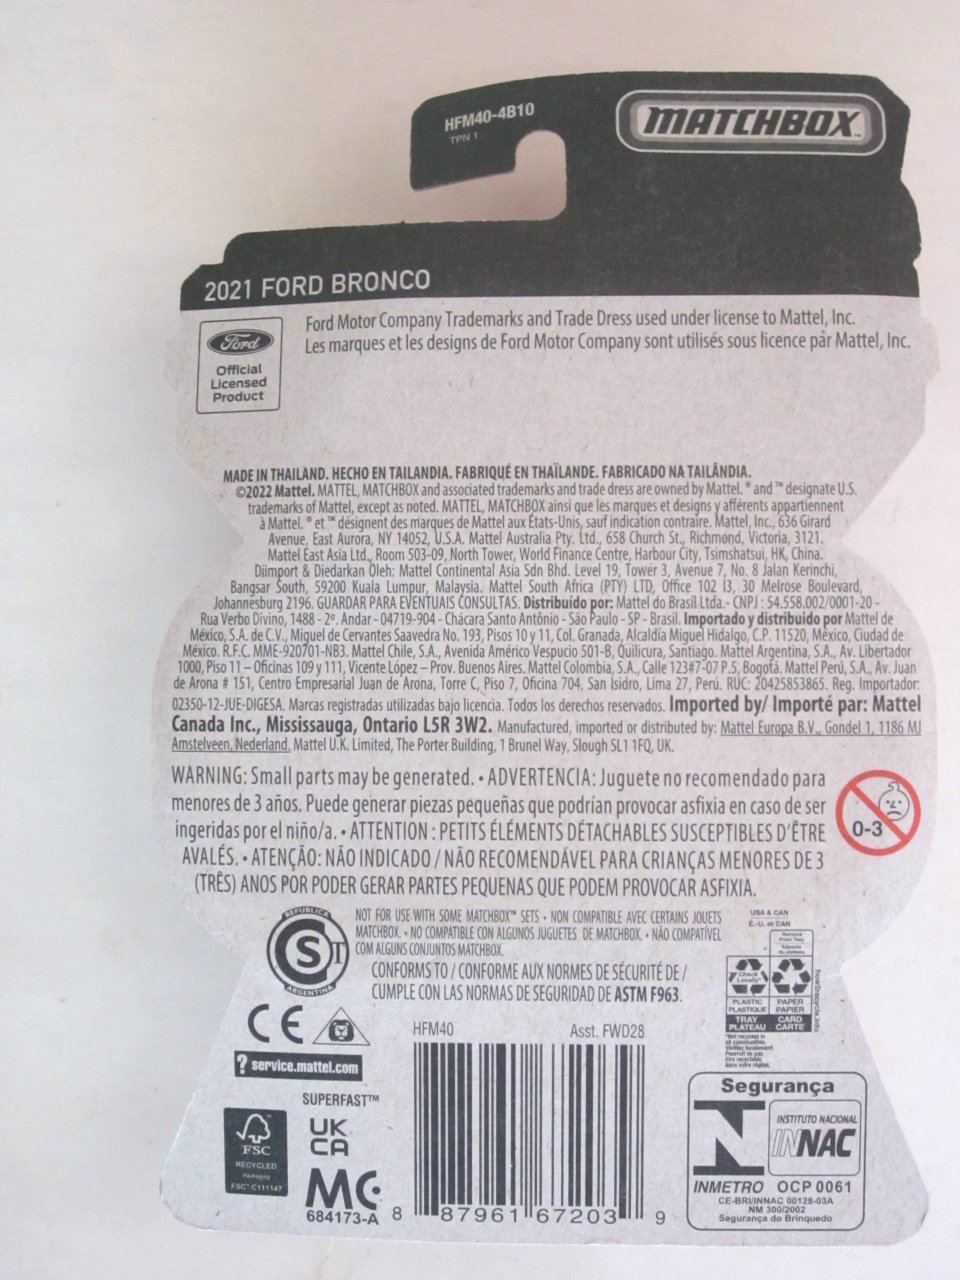 HFM40-4B10
TPN 1
MATCHBOX™
2021 FORD BRONCO
Ford
Official
Licensed
Product
Ford Motor Company Trademarks and Trade Dress used under license to Mattel, Inc.
Les marques et les designs de Ford Motor Company sont utilisés sous licence par Mattel, Inc.
MADE IN THAILAND. HECHO EN TAILANDIA. FABRIQUÉ EN THAÏLANDE. FABRICADO NA TAILÂNDIA.
©2022 Mattel. MATTEL, MATCHBOX and associated trademarks and trade dress are owned by Mattel. ® and ™ designate U.S.
trademarks of Mattel, except as noted. MATTEL, MATCHBOX ainsi que les marques et designs y afférents appartiennent
à Mattel. ® et ™ désignent des marques de Mattel aux États-Unis, sauf indication contraire. Mattel, Inc., 636 Girard
Avenue, East Aurora, NY 14052, U.S.A. Mattel Australia Pty. Ltd., 658 Church St., Richmond, Victoria, 3121.
Mattel East Asia Ltd., Room 503-09, North Tower, World Finance Centre, Harbour City, Tsimshatsui, HK, China.
Diimport & Diedarkan Oleh: Mattel Continental Asia Sdn Bhd. Level 19, Tower 3, Avenue 7, No. 8 Jalan Kerinchi,
Bangsar South, 59200 Kuala Lumpur, Malaysia. Mattel South Africa (PTY) LTD, Office 102 I3, 30 Melrose Boulevard,
Johannesburg 2196. GUARDAR PARA EVENTUAIS CONSULTAS. Distribuído por: Mattel do Brasil Ltda.- CNPJ : 54.558.002/0001-20 -
Rua Verbo Divino, 1488 - 2º. Andar - 04719-904 - Chácara Santo Antônio - São Paulo - SP - Brasil. Importado y distribuido por Mattel de
México, S.A. de C.V., Miguel de Cervantes Saavedra No. 193, Pisos 10 y 11, Col. Granada, Alcaldía Miguel Hidalgo, C.P. 11520, México, Ciudad de
México. R.F.C. MME-920701-NB3. Mattel Chile, S.A., Avenida Américo Vespucio 501-B, Quilicura, Santiago. Mattel Argentina, S.A., Av. Libertador
1000, Piso 11 – Oficinas 109 y 111, Vicente López – Prov. Buenos Aires. Mattel Colombia, S.A., Calle 123#7-07 P.5, Bogotá. Mattel Perú, S.A., Av. Juan
de Arona # 151, Centro Empresarial Juan de Arona, Torre C, Piso 7, Oficina 704, San Isidro, Lima 27, Perú. RUC: 20425853865. Reg. Importador:
02350-12-JUE-DIGESA. Marcas registradas utilizadas bajo licencia. Todos los derechos reservados. Imported by/ Importé par: Mattel
Canada Inc., Mississauga, Ontario L5R 3W2. Manufactured, imported or distributed by: Mattel Europa B.V., Gondel 1, 1186 MJ
Amstelveen, Nederland. Mattel U.K. Limited, The Porter Building, 1 Brunel Way, Slough SL1 1FQ, UK.
WARNING: Small parts may be generated. • ADVERTENCIA: Juguete no recomendado para
menores de 3 años. Puede generar piezas pequeñas que podrían provocar asfixia en caso de ser
ingeridas por el niño/a. • ATTENTION : PETITS ÉLÉMENTS DÉTACHABLES SUSCEPTIBLES D'ÊTRE
AVALÉS. • ATENÇÃO: NÃO INDICADO / NÃO RECOMENDÁVEL PARA CRIANÇAS MENORES DE 3
(TRÊS) ANOS POR PODER GERAR PARTES PEQUENAS QUE PODEM PROVOCAR ASFIXIA.
0-3
REPUBLICA
S T
ARGENTINA
NOT FOR USE WITH SOME MATCHBOX™ SETS • NON COMPATIBLE AVEC CERTAINS JOUETS
MATCHBOX. • NO COMPATIBLE CON ALGUNOS JUGUETES DE MATCHBOX. • NÃO COMPATÍVEL
COM ALGUNS CONJUNTOS MATCHBOX.
CONFORMS TO / CONFORME AUX NORMES DE SÉCURITÉ DE /
CUMPLE CON LAS NORMAS DE SEGURIDAD DE ASTM F963.
USA & CAN
É.-U. et CAN
Remove
From Tray
Séparez
du plateau
Check
Locally*
PLASTIC
PLASTIQUE
TRAY
PLATEAU
PAPER
PAPIER
CARD
CARTE
how2recycle.info
*Not recycled in
all communities.
CE
? service.mattel.com
SUPERFAST™
FSC
RECYCLED
Packaging
FSC® C111147
UK
CA
MC
684173-A
HFM40
Asst. FWD28
8 87961 67203 9
Segurança
INSTITUTO NACIONAL
INNAC
INMETRO OCP 0061
CE-BRI/INNAC 00128-03A
NM 300/2002
Segurança do Brinquedo